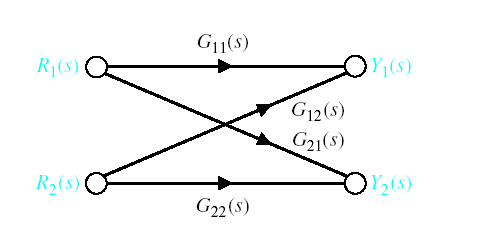 G₁₁(s)
R₁(s) Y₁(s)
G₁₂(s)
G₂₁(s)
R₂(s) Y₂(s)
G₂₂(s)